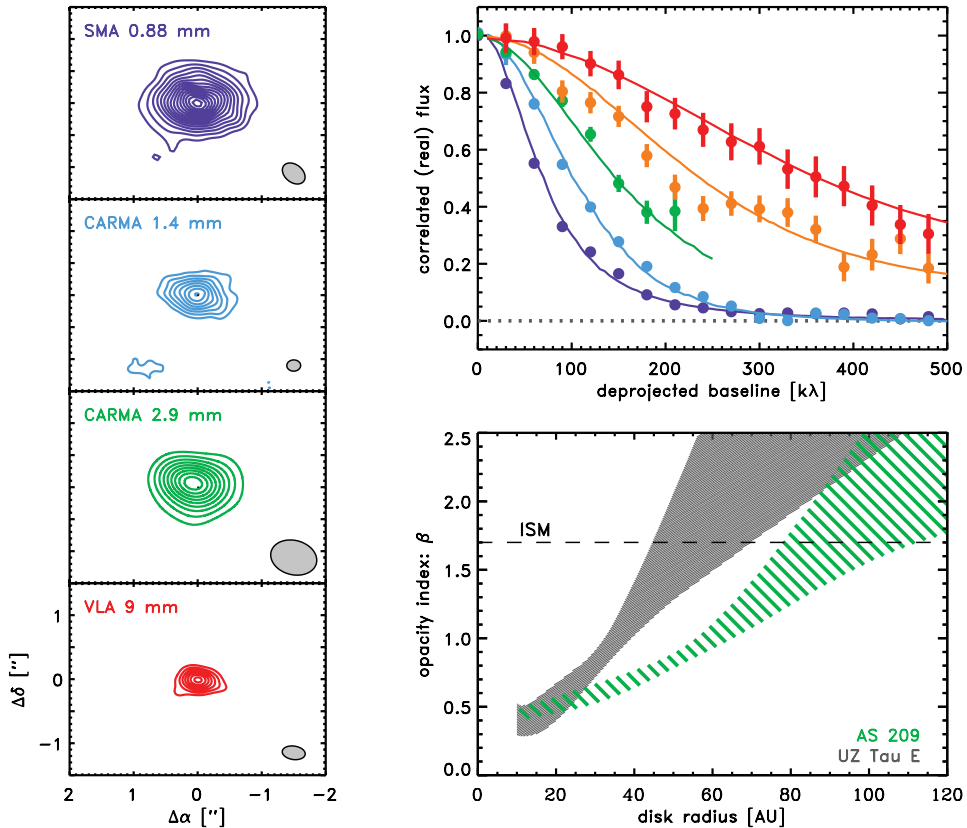 SMA 0.88 mm
CARMA 1.4 mm
CARMA 2.9 mm
VLA 9 mm
1
0
−1
Δδ [″]
2
1
0
−1
−2
Δα [″]
1.0
0.8
0.6
0.4
0.2
0.0
correlated (real) flux
0
100
200
300
400
500
deprojected baseline [kλ]
2.5
2.0
1.5
1.0
0.5
0.0
opacity index: β
ISM
AS 209
UZ Tau E
0
20
40
60
80
100
120
disk radius [AU]